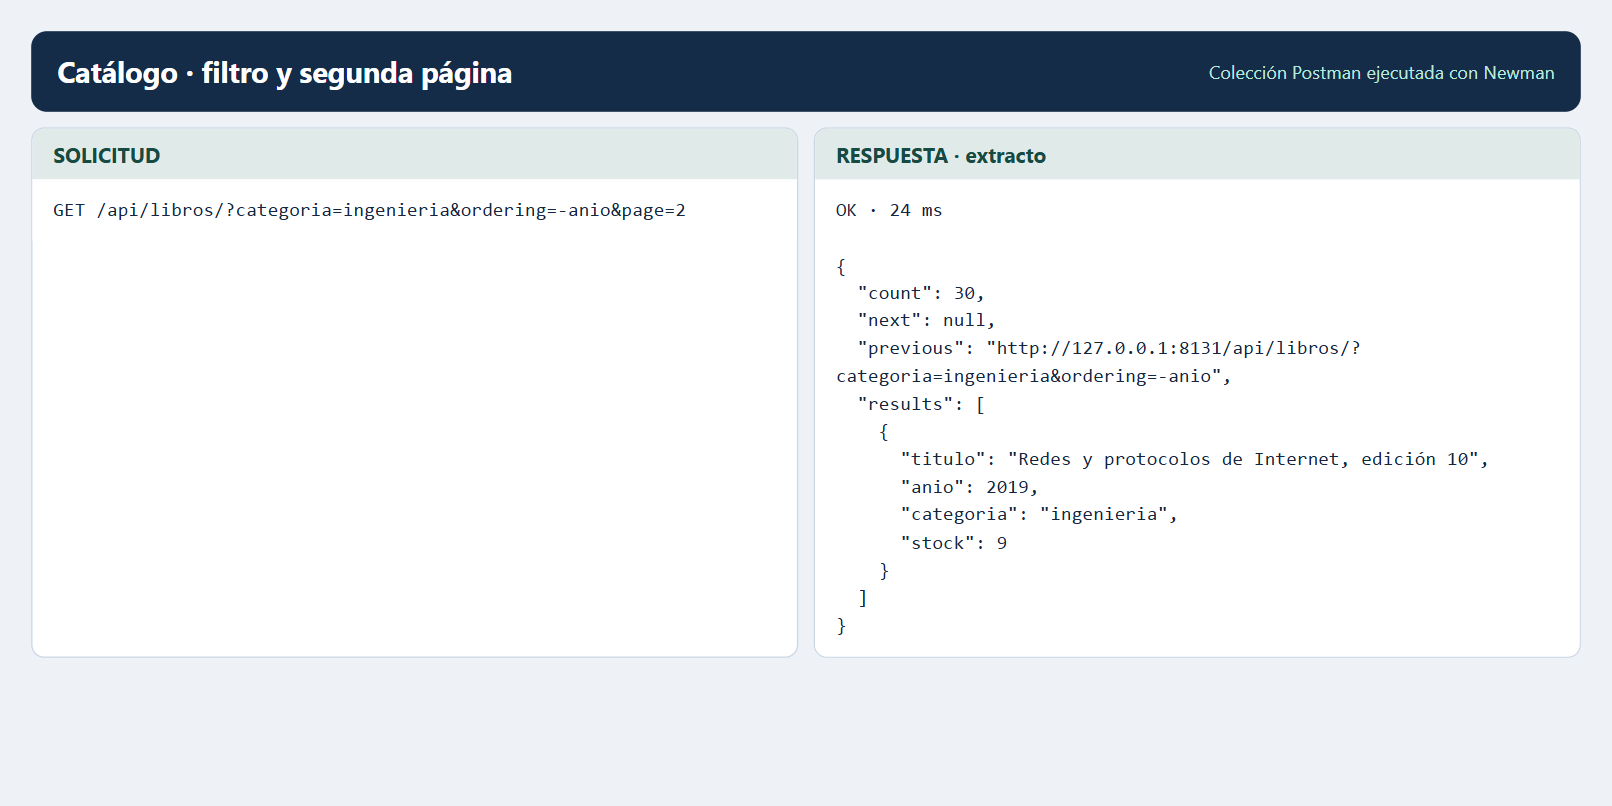 Catálogo · filtro y segunda página
Colección Postman ejecutada con Newman
SOLICITUD
GET /api/libros/?categoria=ingenieria&ordering=-anio&page=2
RESPUESTA · extracto
OK · 24 ms
{
  "count": 30,
  "next": null,
  "previous": "http://127.0.0.1:8131/api/libros/?
categoria=ingenieria&ordering=-anio",
  "results": [
    {
      "titulo": "Redes y protocolos de Internet, edición 10",
      "anio": 2019,
      "categoria": "ingenieria",
      "stock": 9
    }
  ]
}